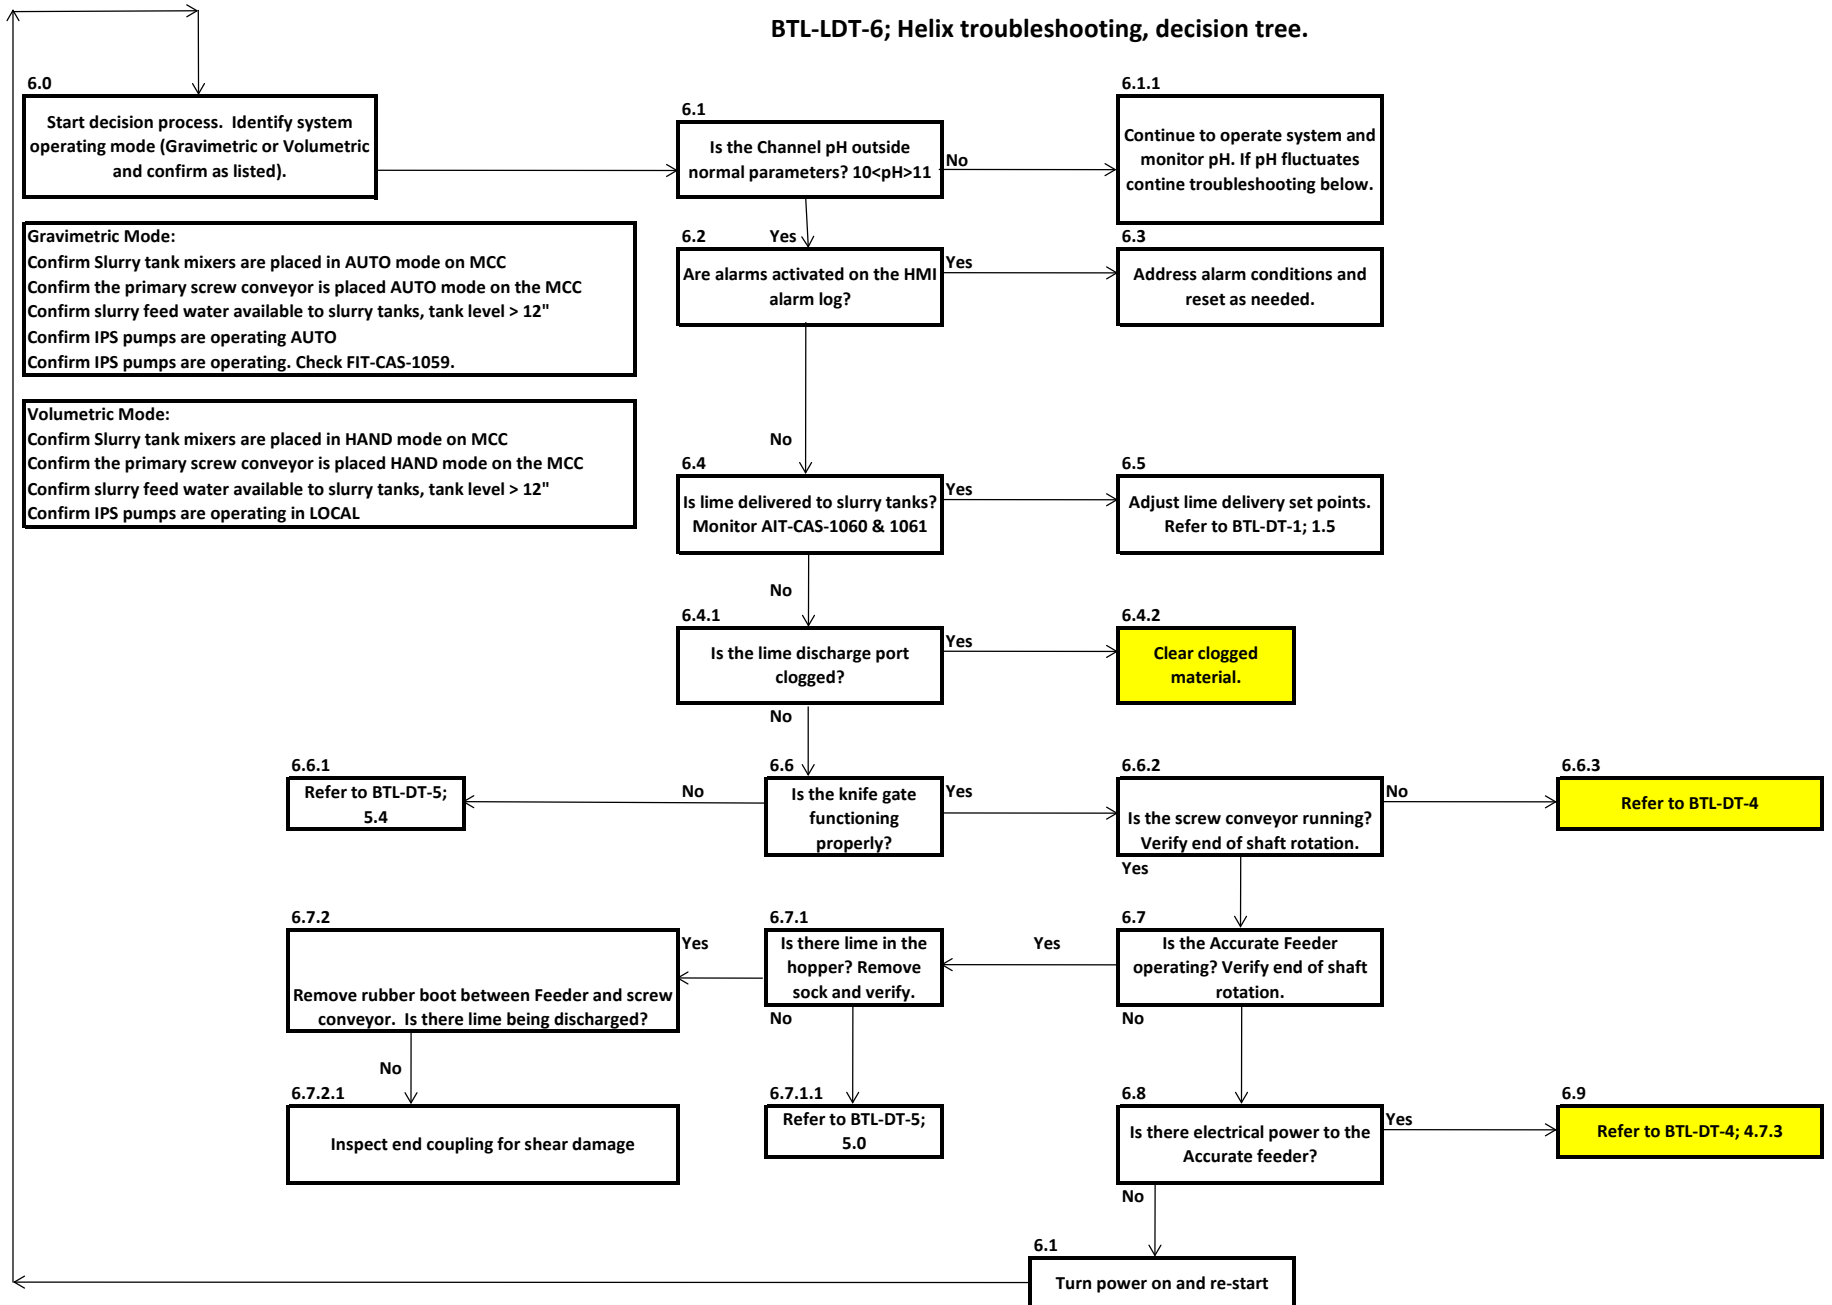 BTL-LDT-6; Helix troubleshooting, decision tree.
6.0
Start decision process. Identify system
operating mode (Gravimetric or Volumetric
and confirm as listed).
6.1
Is the Channel pH outside
normal parameters? 10<pH>11
No
6.1.1
Continue to operate system and
monitor pH. If pH fluctuates
contine troubleshooting below.
Gravimetric Mode:
Confirm Slurry tank mixers are placed in AUTO mode on MCC
Confirm the primary screw conveyor is placed AUTO mode on the MCC
Confirm slurry feed water available to slurry tanks, tank level > 12"
Confirm IPS pumps are operating AUTO
Confirm IPS pumps are operating. Check FIT-CAS-1059.
Yes
6.2
Are alarms activated on the HMI
alarm log?
Yes
6.3
Address alarm conditions and
reset as needed.
Volumetric Mode:
Confirm Slurry tank mixers are placed in HAND mode on MCC
Confirm the primary screw conveyor is placed HAND mode on the MCC
Confirm slurry feed water available to slurry tanks, tank level > 12"
Confirm IPS pumps are operating in LOCAL
No
6.4
Is lime delivered to slurry tanks?
Monitor AIT-CAS-1060 & 1061
Yes
6.5
Adjust lime delivery set points.
Refer to BTL-DT-1; 1.5
No
6.4.1
Is the lime discharge port
clogged?
Yes
6.4.2
Clear clogged
material.
No
6.6.1
Refer to BTL-DT-5;
5.4
No
6.6
Is the knife gate
functioning
properly?
Yes
6.6.2
Is the screw conveyor running?
Verify end of shaft rotation.
No
6.6.3
Refer to BTL-DT-4
Yes
6.7.2
Remove rubber boot between Feeder and screw
conveyor. Is there lime being discharged?
Yes
6.7.1
Is there lime in the
hopper? Remove
sock and verify.
Yes
6.7
Is the Accurate Feeder
operating? Verify end of shaft
rotation.
No
No
No
6.7.2.1
Inspect end coupling for shear damage
6.7.1.1
Refer to BTL-DT-5;
5.0
6.8
Is there electrical power to the
Accurate feeder?
Yes
6.9
Refer to BTL-DT-4; 4.7.3
No
6.1
Turn power on and re-start